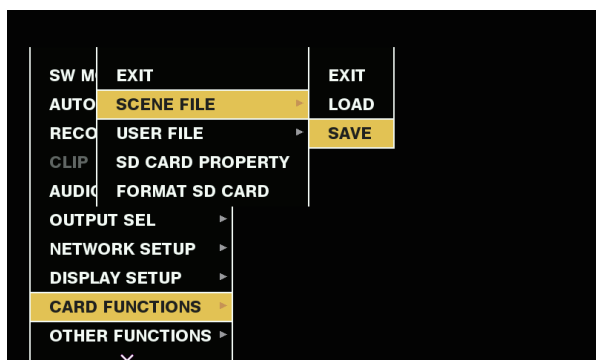 SW M
EXIT
EXIT
AUTO
SCENE FILE
LOAD
RECO
USER FILE
SAVE
CLIP
SD CARD PROPERTY
AUDIO
FORMAT SD CARD
OUTPUT SEL
NETWORK SETUP
DISPLAY SETUP
CARD FUNCTIONS
OTHER FUNCTIONS